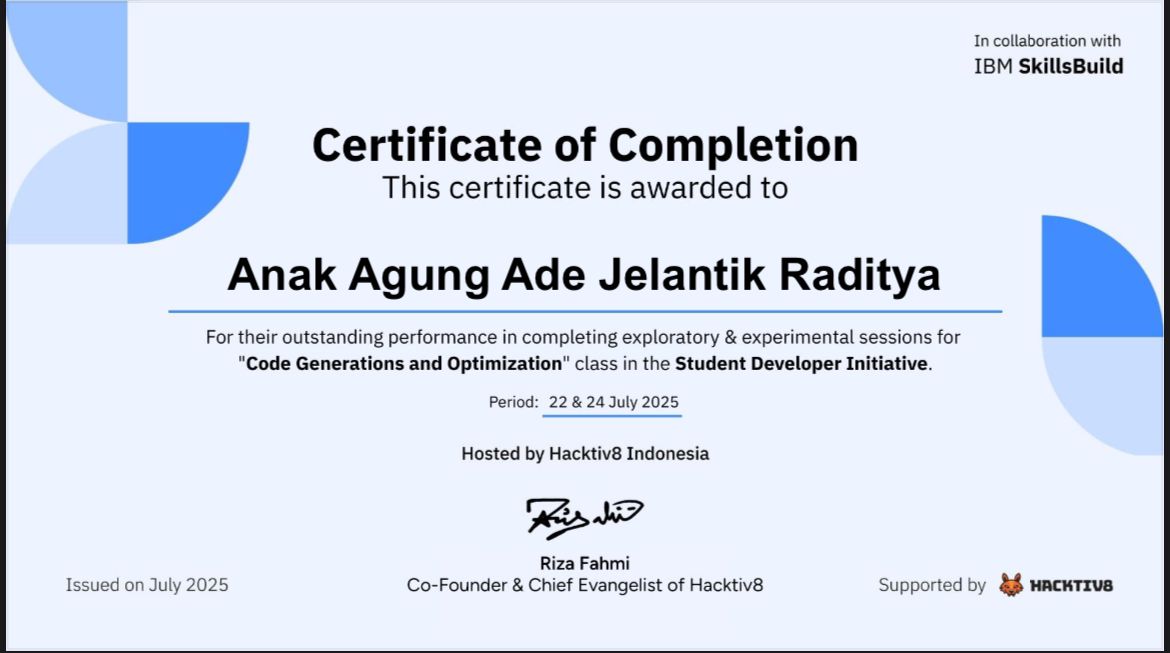 In collaboration with
IBM SkillsBuild
Certificate of Completion
This certificate is awarded to
Anak Agung Ade Jelantik Raditya
For their outstanding performance in completing exploratory & experimental sessions for
"Code Generations and Optimization" class in the Student Developer Initiative.
Period: 22 & 24 July 2025
Hosted by Hacktiv8 Indonesia
Riza Fahmi
Co-Founder & Chief Evangelist of Hacktiv8
Issued on July 2025
Supported by HACKTIV8